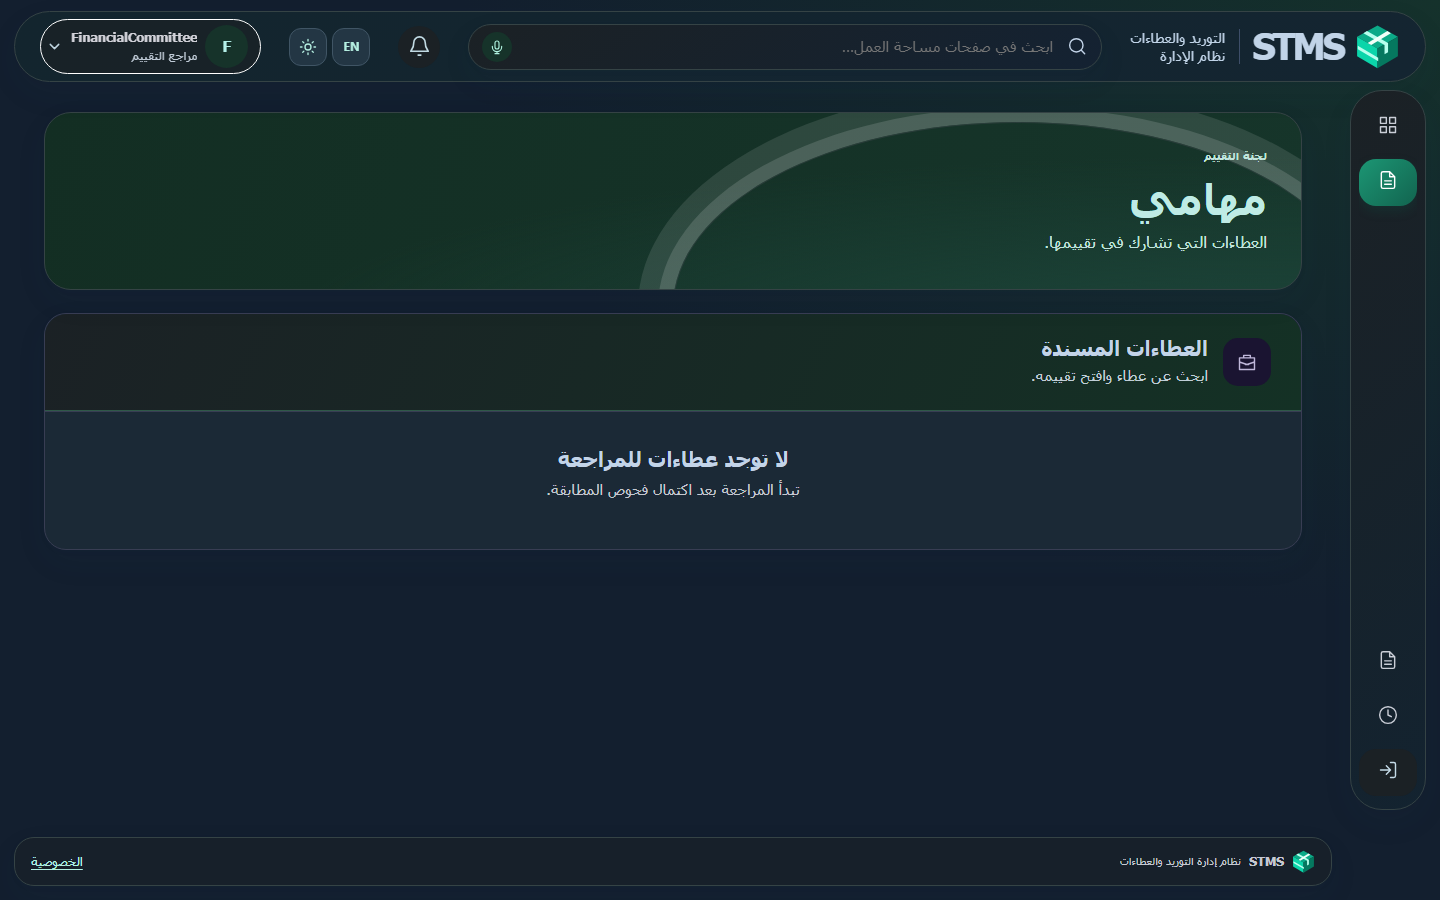 STMS
التوريد والعطاءات
نظام الإدارة
ابحث في صفحات مساحة العمل...
EN
F
FinancialCommittee
مراجع التقييم
لجنة التقييم
مهامي
العطاءات التي تشارك في تقييمها.
العطاءات المسندة
ابحث عن عطاء وافتح تقييمه.
لا توجد عطاءات للمراجعة
تبدأ المراجعة بعد اكتمال فحوص المطابقة.
STMS نظام إدارة التوريد والعطاءات
الخصوصية